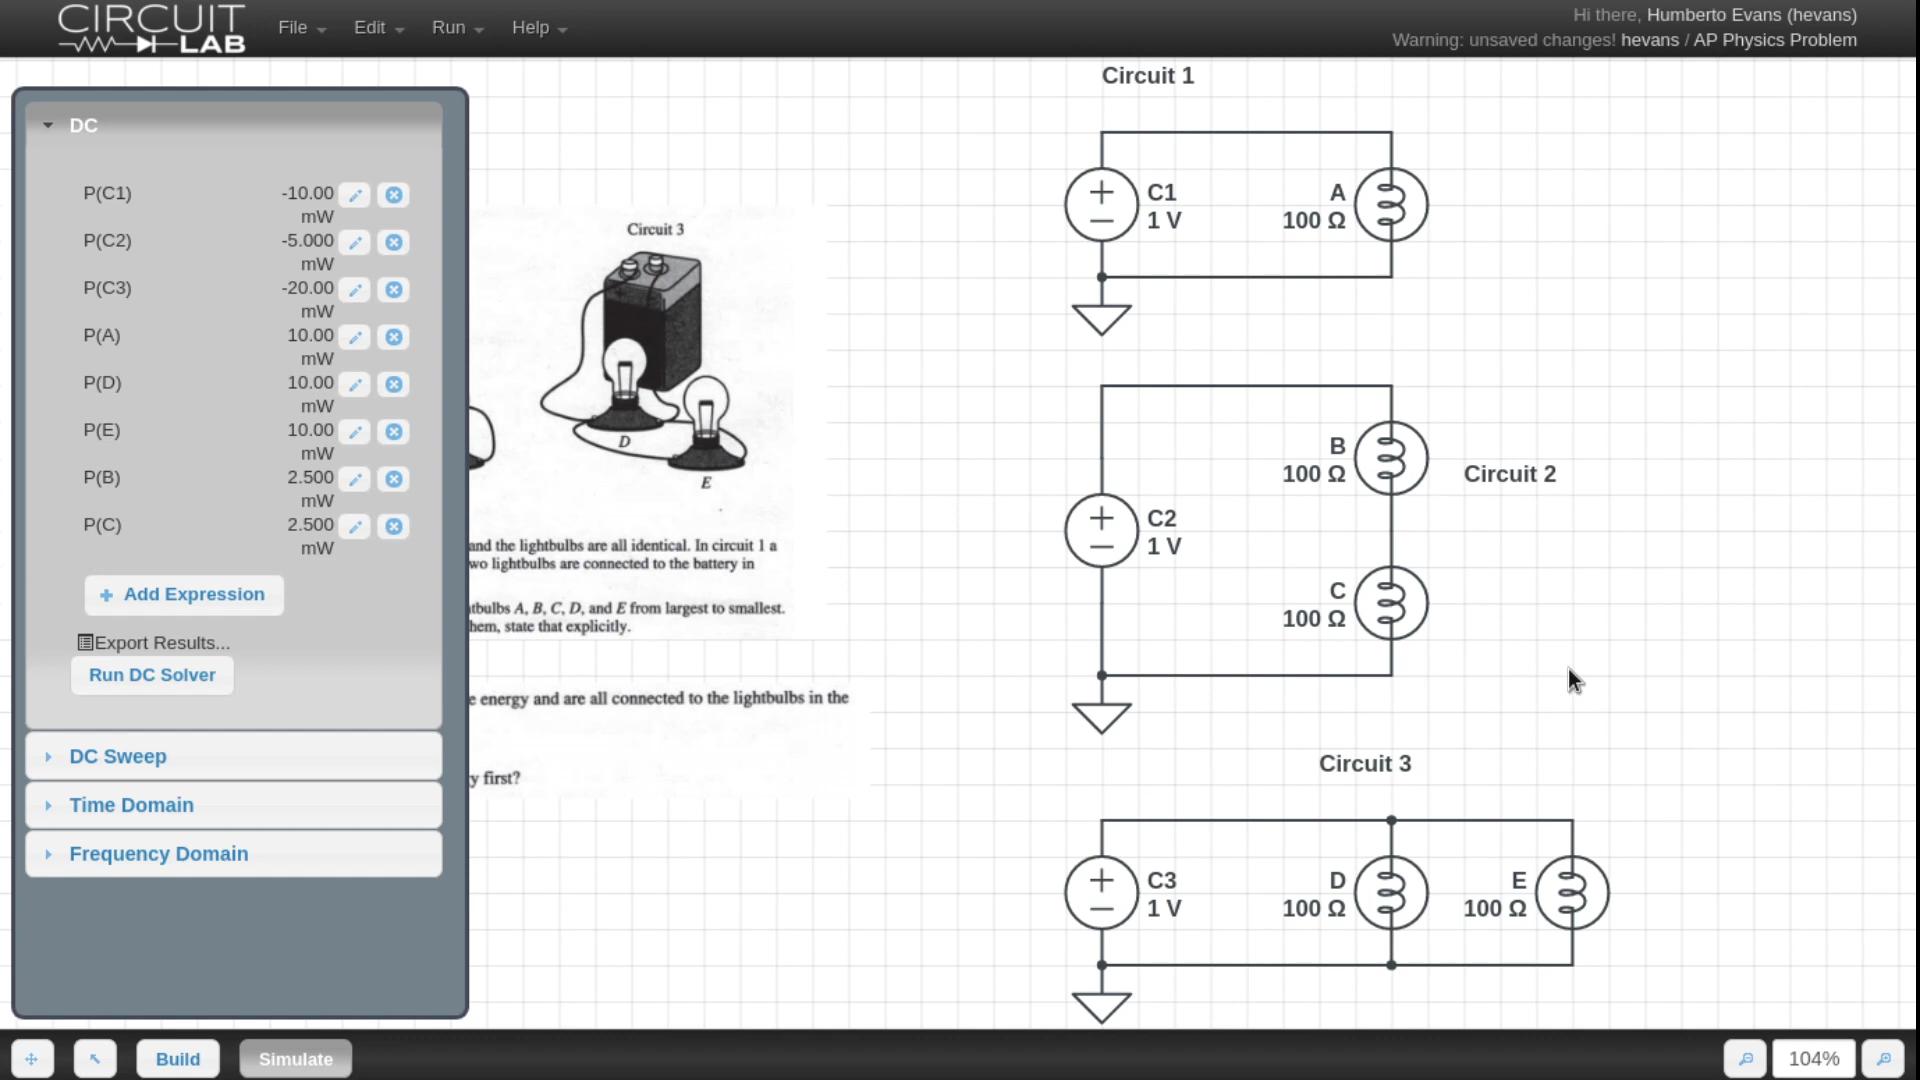 CIRCUIT
LAB
File
Edit
Run
Help
Hi there, Humberto Evans (hevans)
Warning: unsaved changes! hevans / AP Physics Problem
DC
P(C1) -10.00
mW
P(C2) -5.000
mW
P(C3) -20.00
mW
P(A) 10.00
mW
P(D) 10.00
mW
P(E) 10.00
mW
P(B) 2.500
mW
P(C) 2.500
mW
Add Expression
Export Results...
Run DC Solver
DC Sweep
Time Domain
Frequency Domain
Circuit 3
D
E
and the lightbulbs are all identical. In circuit 1 a
wo lightbulbs are connected to the battery in
tbulbs A, B, C, D, and E from largest to smallest.
hem, state that explicitly.
e energy and are all connected to the lightbulbs in the
y first?
Circuit 1
C1
1 V
A
100 Ω
B
100 Ω
Circuit 2
C2
1 V
C
100 Ω
Circuit 3
C3
1 V
D
100 Ω
E
100 Ω
Build
Simulate
104%